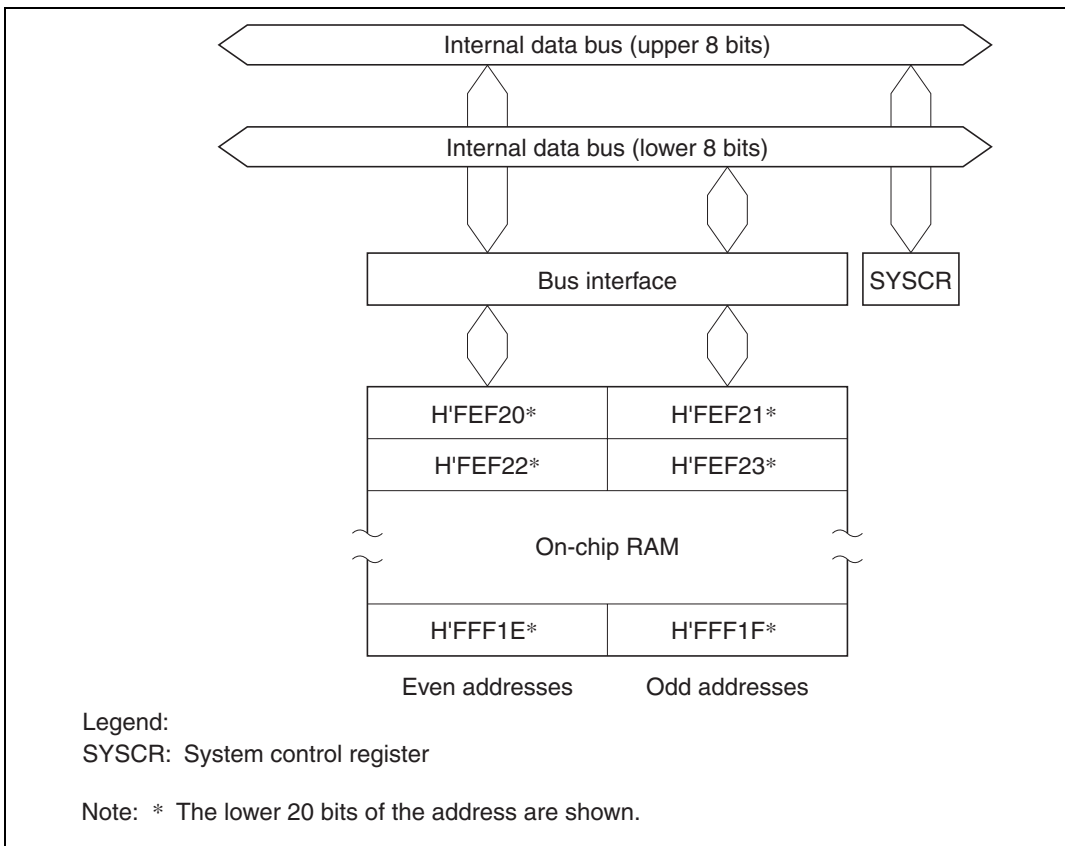 Internal data bus (upper 8 bits)
Internal data bus (lower 8 bits)
Bus interface
SYSCR
H'FEF20*
H'FEF21*
H'FEF22*
H'FEF23*
On-chip RAM
H'FFF1E*
H'FFF1F*
Even addresses
Odd addresses
Legend:
SYSCR: System control register
Note: * The lower 20 bits of the address are shown.